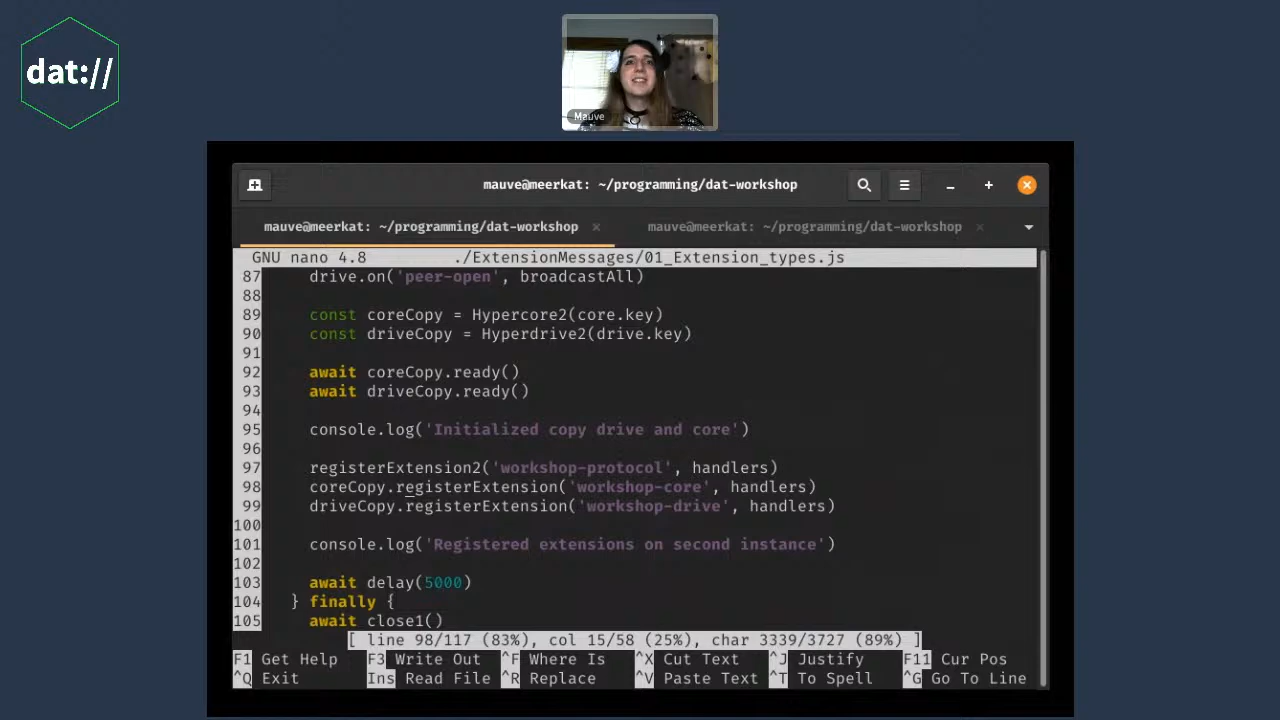 dat://
Mauve
mauve@meerkat: ~/programming/dat-workshop
mauve@meerkat: ~/programming/dat-workshop × mauve@meerkat: ~/programming/dat-workshop ×
GNU nano 4.8 ./ExtensionMessages/01_Extension_types.js
87 drive.on('peer-open', broadcastAll)
88
89 const coreCopy = Hypercore2(core.key)
90 const driveCopy = Hyperdrive2(drive.key)
91
92 await coreCopy.ready()
93 await driveCopy.ready()
94
95 console.log('Initialized copy drive and core')
96
97 registerExtension2('workshop-protocol', handlers)
98 coreCopy.registerExtension('workshop-core', handlers)
99 driveCopy.registerExtension('workshop-drive', handlers)
100
101 console.log('Registered extensions on second instance')
102
103 await delay(5000)
104 } finally {
105 await close1()
[ line 98/117 (83%), col 15/58 (25%), char 3339/3727 (89%) ]
F1 Get Help F3 Write Out ^F Where Is ^X Cut Text ^J Justify F11 Cur Pos
^Q Exit Ins Read File ^R Replace ^V Paste Text ^T To Spell ^G Go To Line